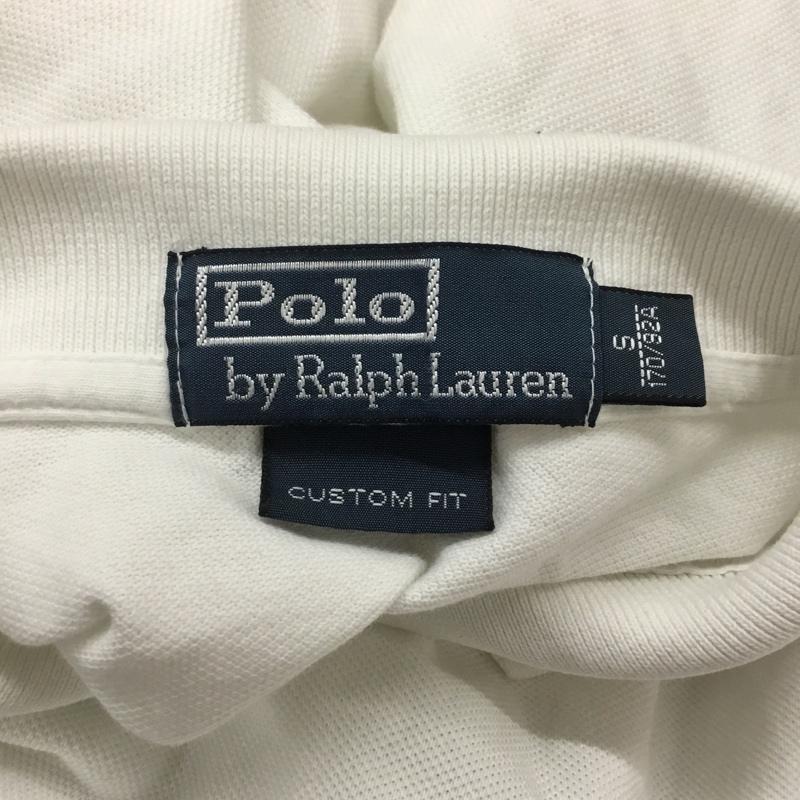 Polo
by Ralph Lauren
S
170/92A
CUSTOM FIT